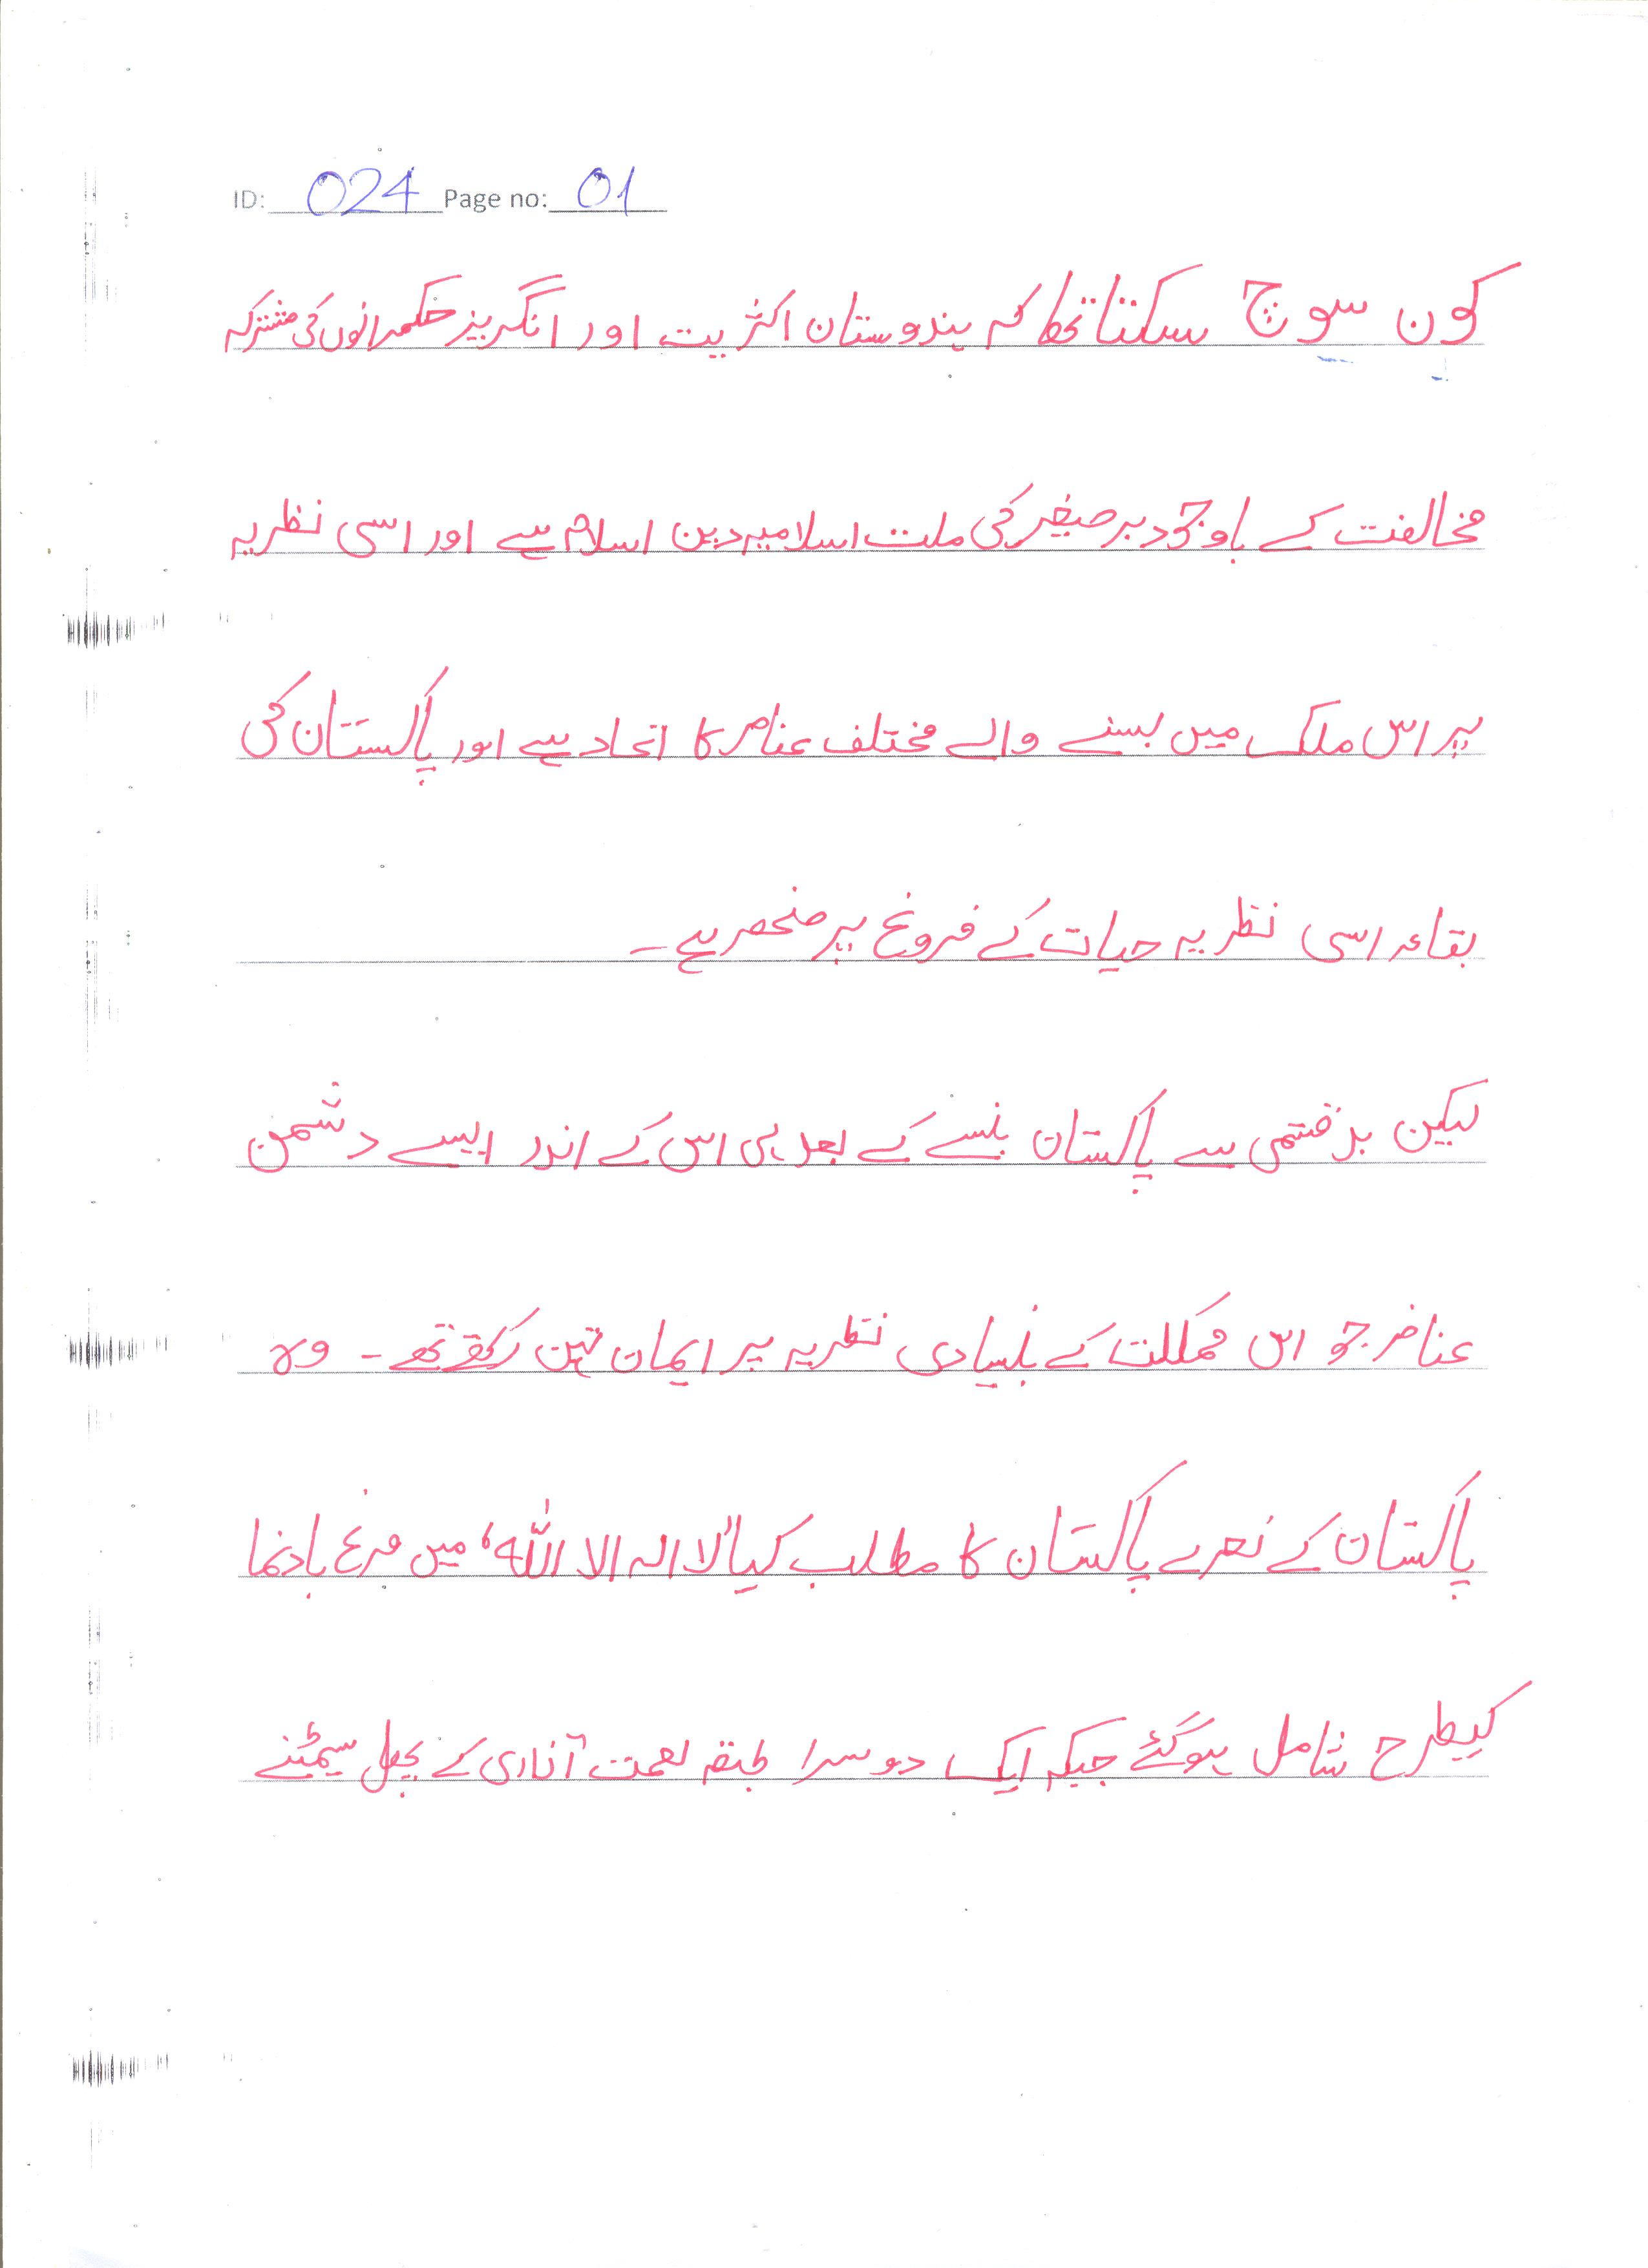 ID: 024 Page no: 01
کون سوچ سکتا تھا کہ ہندوستان اکثریت اور انگریز حکمرانوں کی مشترکہ
مخالفت کے باوجود برصغیر کی ملت اسلامیہ دین اسلام ہے اور اسی نظریہ
پر اس ملک میں بسنے والے مختلف عناصر کا اتحاد ہے اور پاکستان کی
بقاء اسی نظریہ حیات کے فروغ پر منحصر ہے۔
لیکن بدقسمتی سے پاکستان بننے کے بعد ہی اس کے اندر ایسے دشمن
عناصر جو اس مملکت کے بنیادی نظریہ پر ایمان نہیں رکھتے تھے۔ وہ
پاکستان کے نعرے پاکستان کا مطلب کیا 'لا الہ الا اللہ' میں مرغ بادنما
کیطرح شامل ہوگئے جبکہ ایک دوسرا طبقہ نعمت آزادی کے پھل سمیٹنے